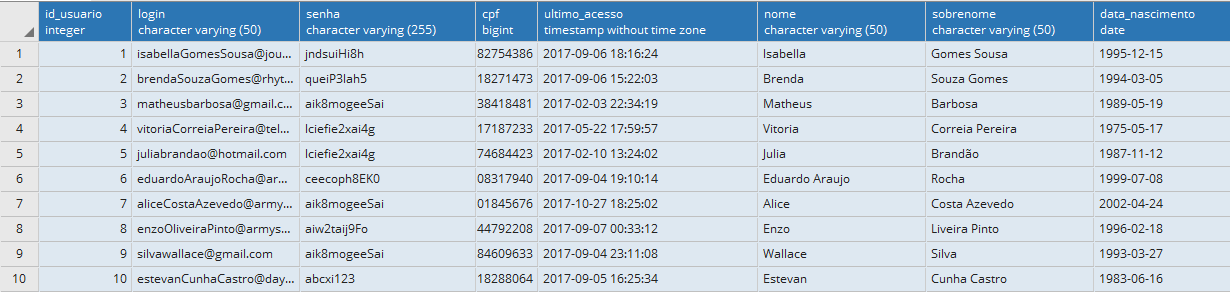 id_usuario integer login character varying (50) senha character varying (255) cpf bigint ultimo_acesso timestamp without time zone nome character varying (50) sobrenome character varying (50) data_nascimento date
1 1 isabellaGomesSousa@jou... jndsuiHi8h 82754386 2017-09-06 18:16:24 Isabella Gomes Sousa 1995-12-15
2 2 brendaSouzaGomes@rhyt... queiP3Iah5 18271473 2017-09-06 15:22:03 Brenda Souza Gomes 1994-03-05
3 3 matheusbarbosa@gmail.c... aik8mogeeSai 38418481 2017-02-03 22:34:19 Matheus Barbosa 1989-05-19
4 4 vitoriaCorreiaPereira@tel... Iciefie2xai4g 17187233 2017-05-22 17:59:57 Vitoria Correia Pereira 1975-05-17
5 5 juliabrandao@hotmail.com Iciefie2xai4g 74684423 2017-02-10 13:24:02 Julia Brandão 1987-11-12
6 6 eduardoAraujoRocha@ar... ceecoph8EK0 08317940 2017-09-04 19:10:14 Eduardo Araujo Rocha 1999-07-08
7 7 aliceCostaAzevedo@army... aik8mogeeSai 01845676 2017-10-27 18:25:02 Alice Costa Azevedo 2002-04-24
8 8 enzoOliveiraPinto@armys... aiw2taij9Fo 44792208 2017-09-07 00:33:12 Enzo Liveira Pinto 1996-02-18
9 9 silvawallace@gmail.com aik8mogeeSai 84609633 2017-09-04 23:11:08 Wallace Silva 1993-03-27
10 10 estevanCunhaCastro@day... abcxi123 18288064 2017-09-05 16:25:34 Estevan Cunha Castro 1983-06-16